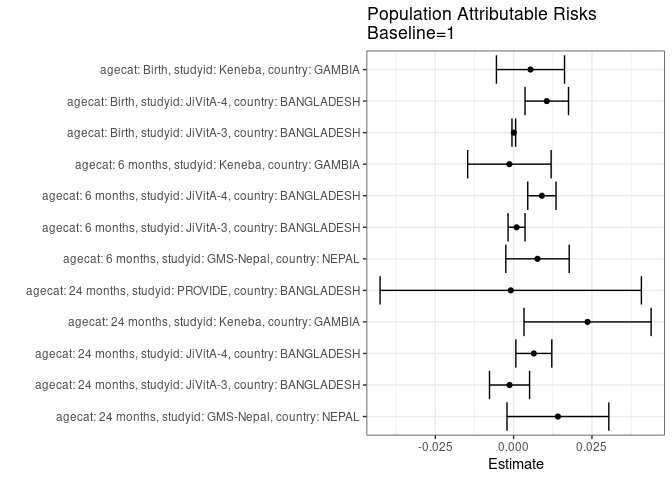 Population Attributable Risks
Baseline=1
agecat: Birth, studyid: Keneba, country: GAMBIA
agecat: Birth, studyid: JiVitA-4, country: BANGLADESH
agecat: Birth, studyid: JiVitA-3, country: BANGLADESH
agecat: 6 months, studyid: Keneba, country: GAMBIA
agecat: 6 months, studyid: JiVitA-4, country: BANGLADESH
agecat: 6 months, studyid: JiVitA-3, country: BANGLADESH
agecat: 6 months, studyid: GMS-Nepal, country: NEPAL
agecat: 24 months, studyid: PROVIDE, country: BANGLADESH
agecat: 24 months, studyid: Keneba, country: GAMBIA
agecat: 24 months, studyid: JiVitA-4, country: BANGLADESH
agecat: 24 months, studyid: JiVitA-3, country: BANGLADESH
agecat: 24 months, studyid: GMS-Nepal, country: NEPAL
-0.025 0.000 0.025
Estimate